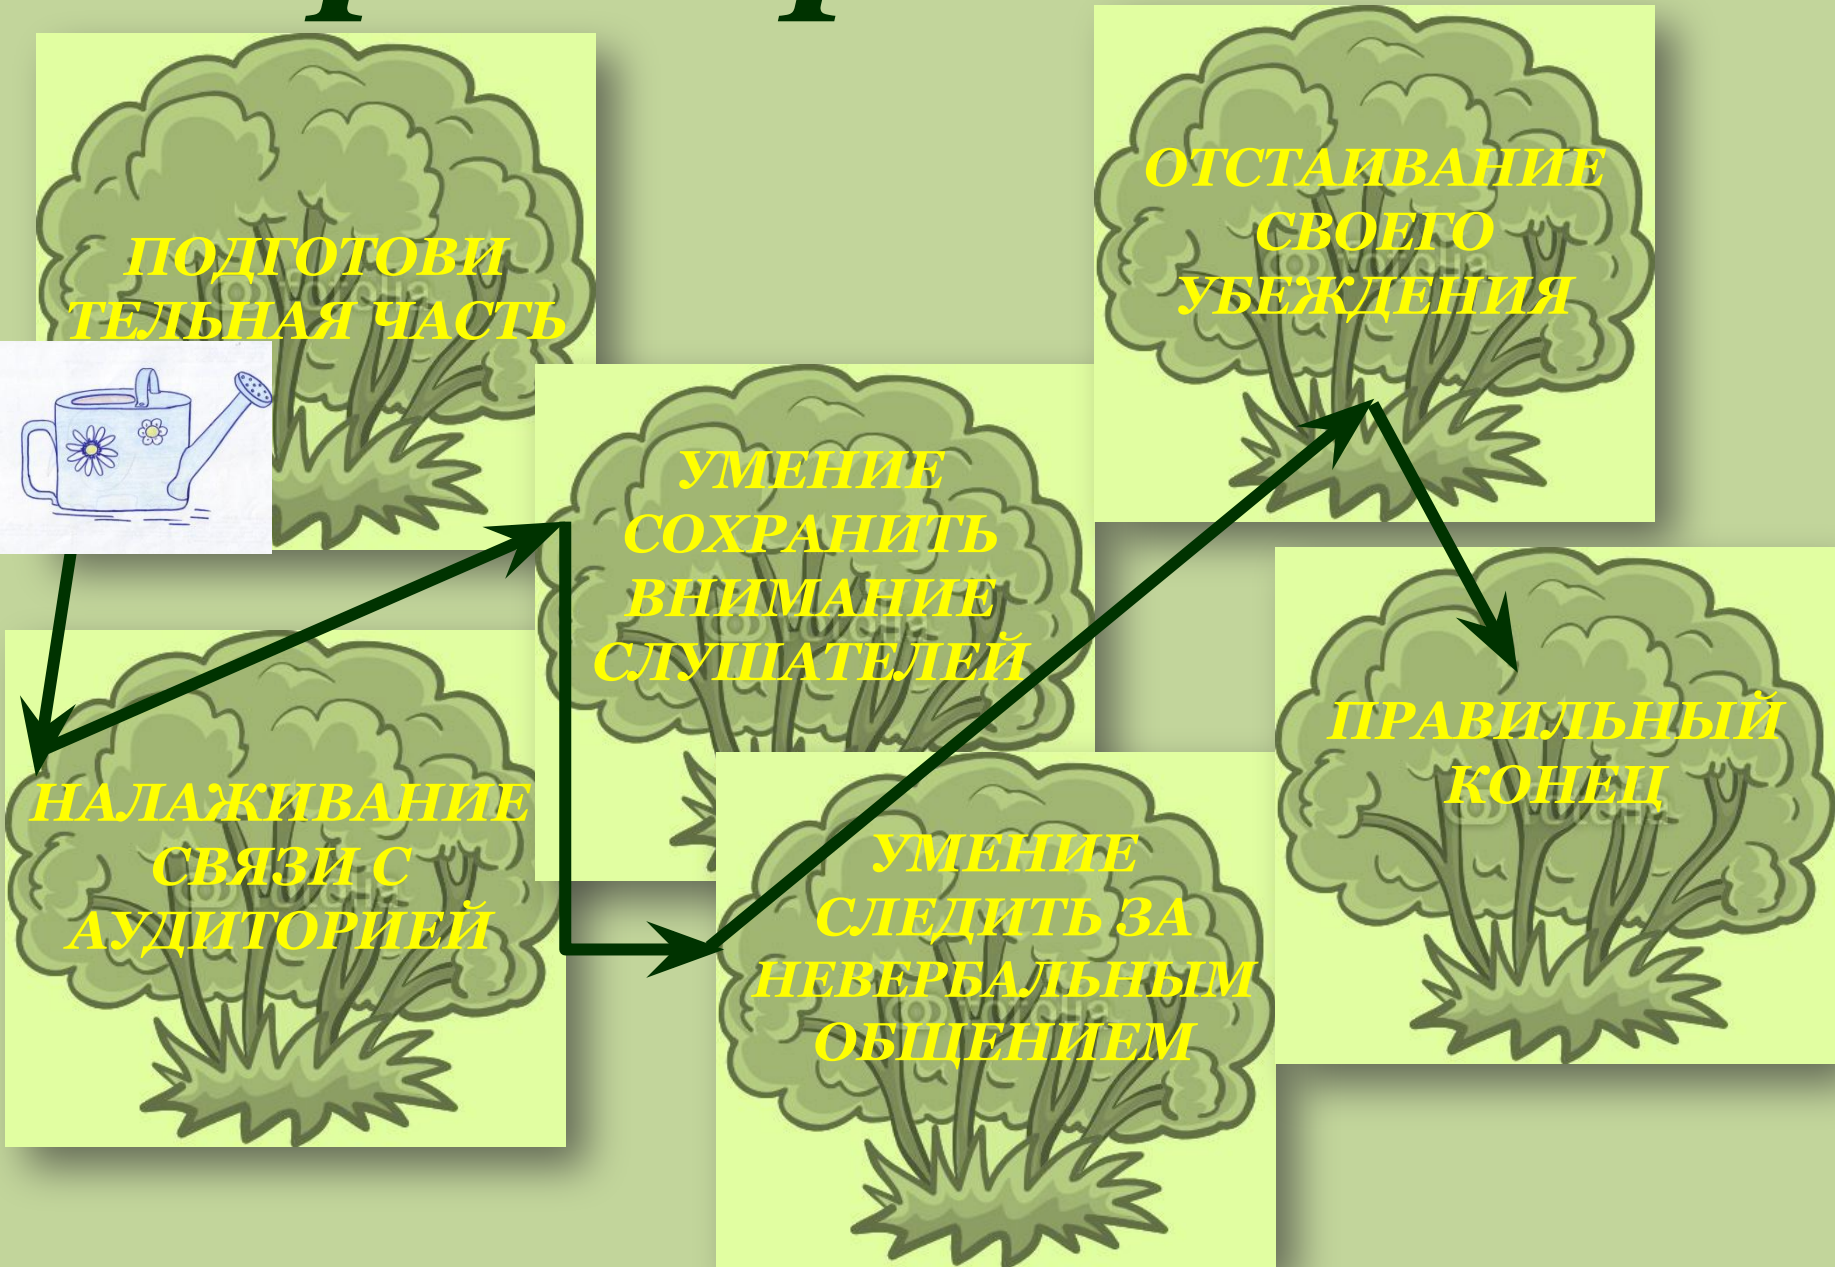 ПОДГОТОВИ
ТЕЛЬНАЯ ЧАСТЬ
НАЛАЖИВАНИЕ
СВЯЗИ С
АУДИТОРИЕЙ
УМЕНИЕ
СОХРАНИТЬ
ВНИМАНИЕ
СЛУШАТЕЛЕЙ
УМЕНИЕ
СЛЕДИТЬ ЗА
НЕВЕРБАЛЬНЫМ
ОБЩЕНИЕМ
ОТСТАИВАНИЕ
СВОЕГО
УБЕЖДЕНИЯ
ПРАВИЛЬНЫЙ
КОНЕЦ